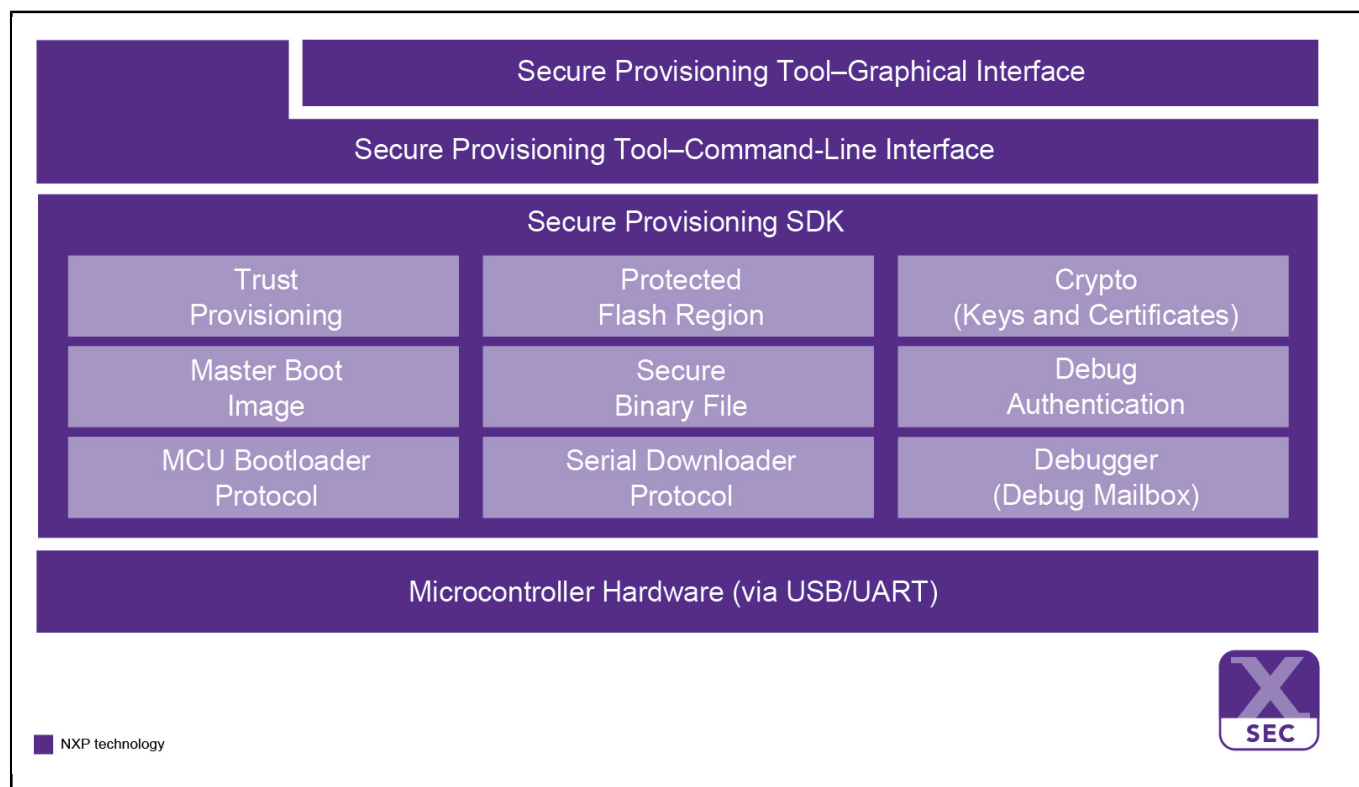 Secure Provisioning Tool–Graphical Interface
Secure Provisioning Tool–Command-Line Interface
Secure Provisioning SDK
Trust
Provisioning
Protected
Flash Region
Crypto
(Keys and Certificates)
Master Boot
Image
Secure
Binary File
Debug
Authentication
MCU Bootloader
Protocol
Serial Downloader
Protocol
Debugger
(Debug Mailbox)
Microcontroller Hardware (via USB/UART)
X
SEC
NXP technology